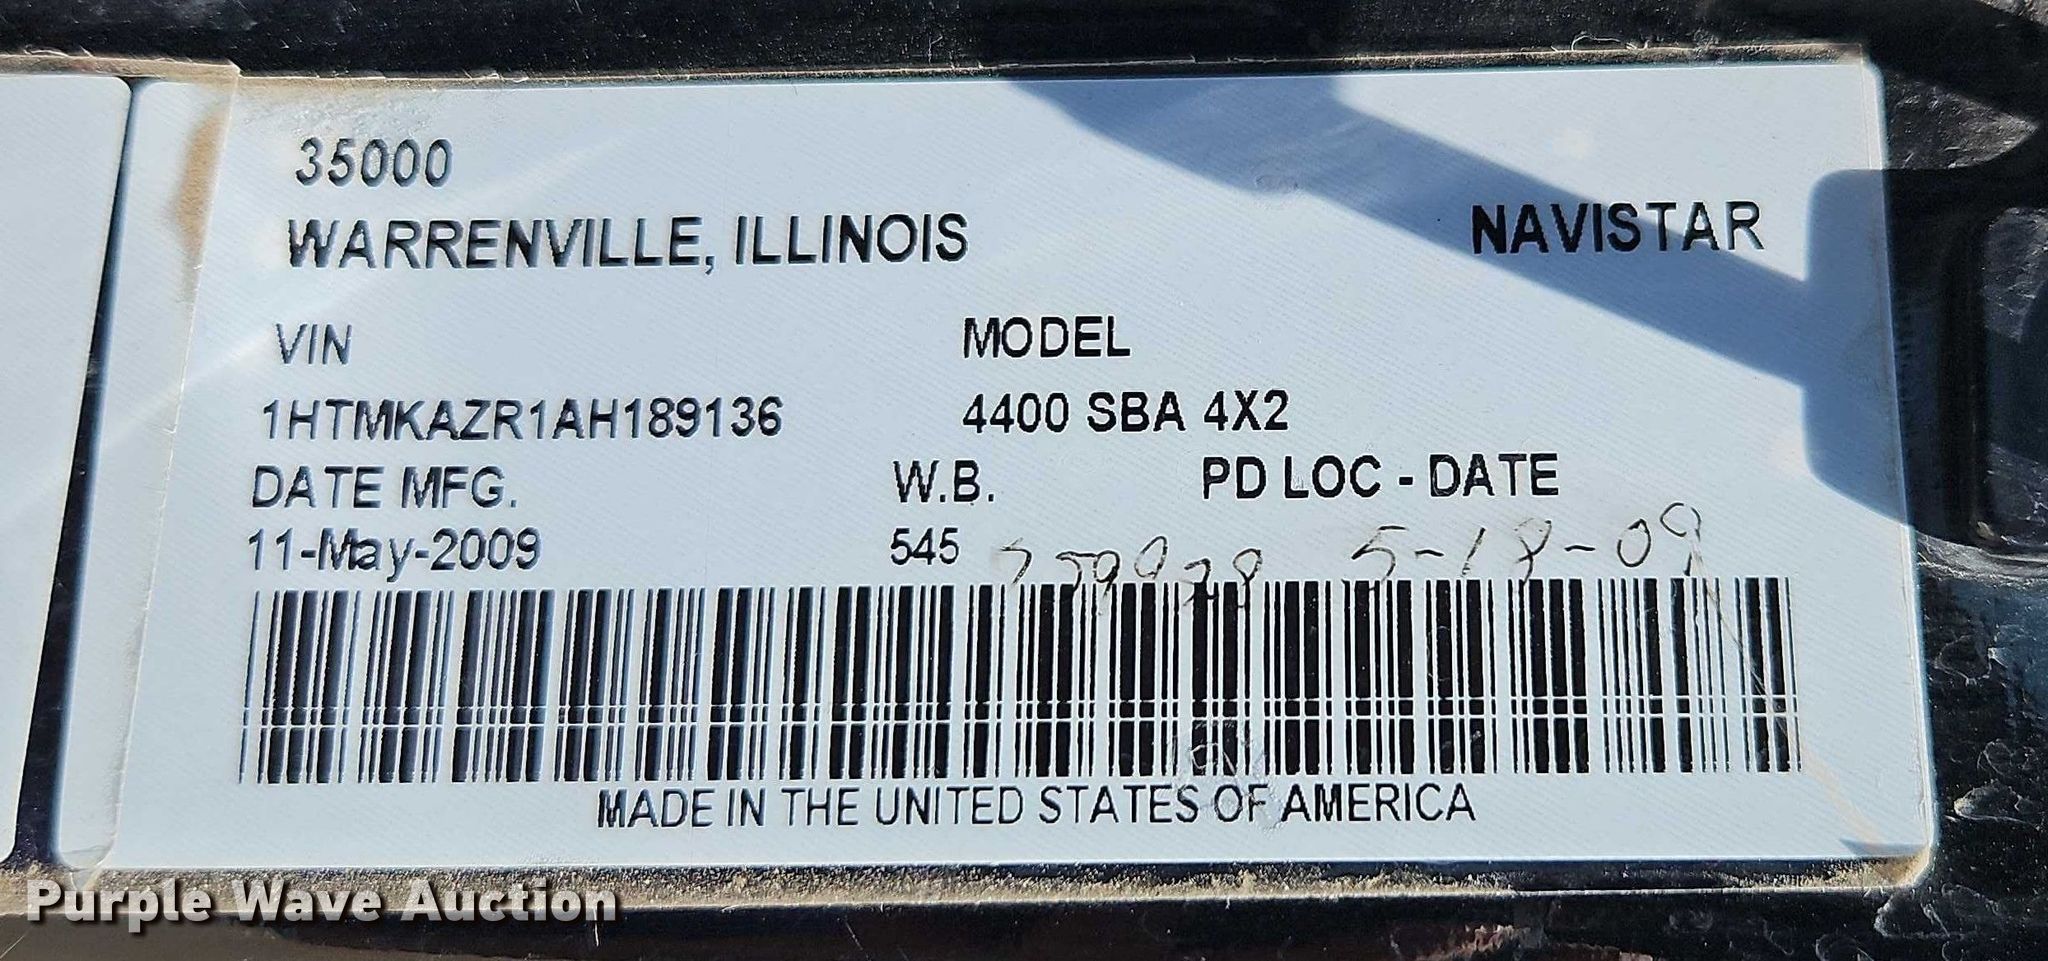 35000
WARRENVILLE, ILLINOIS NAVISTAR
VIN MODEL
1HTMKAZR1AH189136 4400 SBA 4X2
DATE MFG. W.B. PD LOC - DATE
11-May-2009 545 5-18-09
MADE IN THE UNITED STATES OF AMERICA
Purple Wave Auction